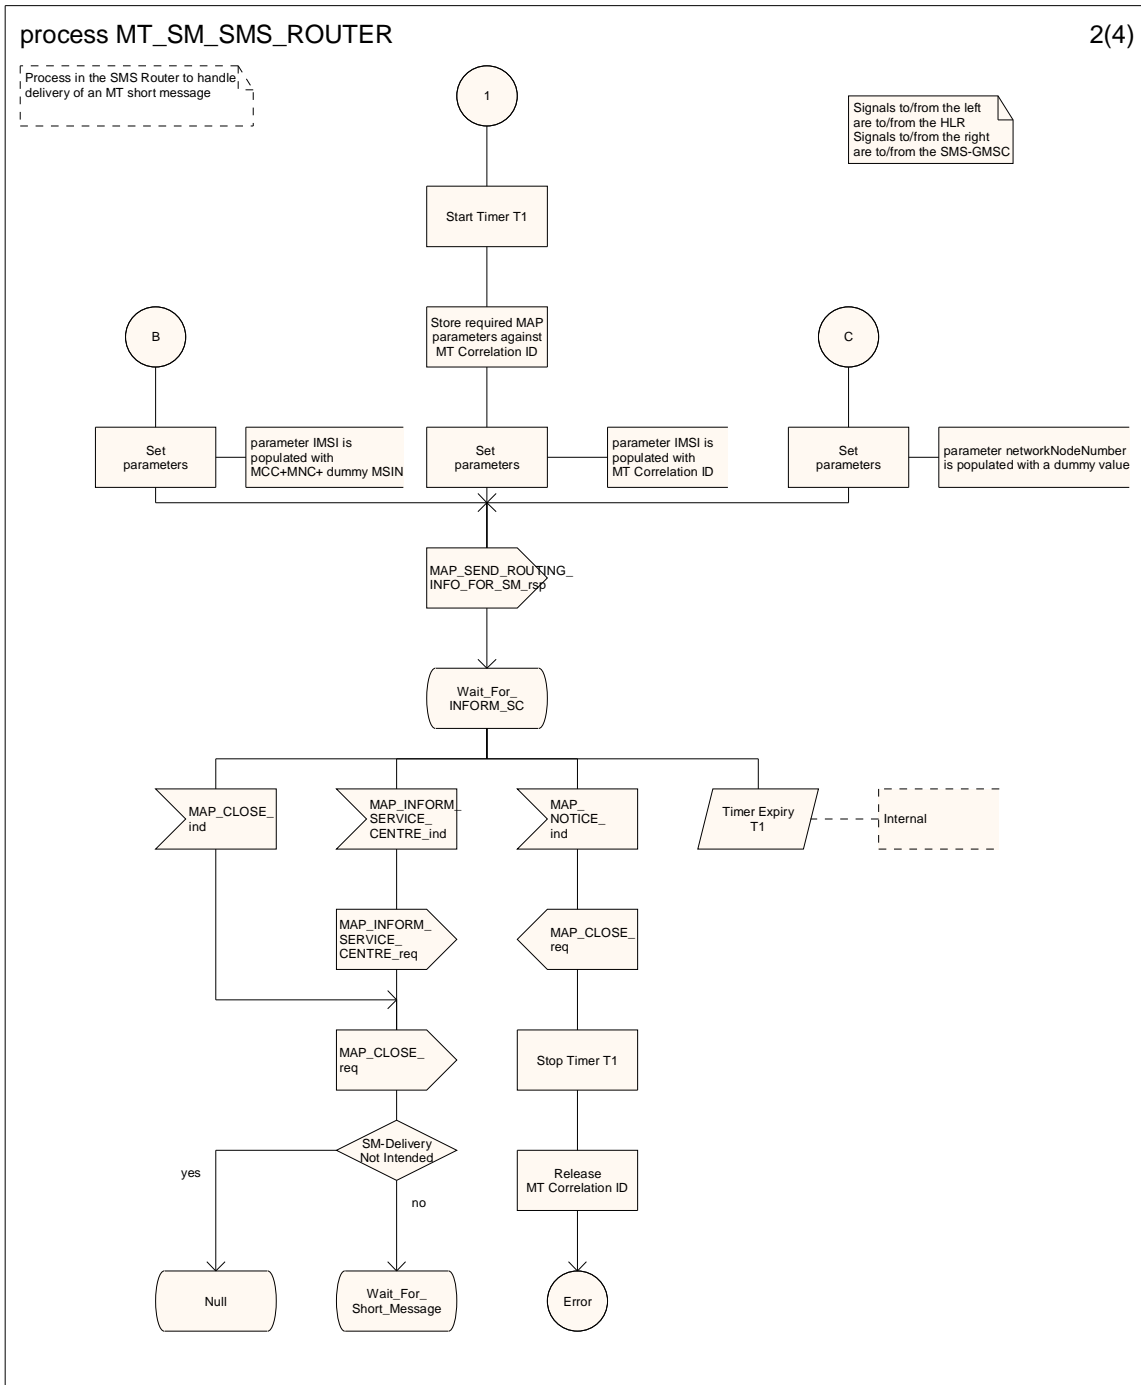 process MT_SM_SMS_ROUTER
2(4)
Process in the SMS Router to handle
delivery of an MT short message
1
Signals to/from the left
are to/from the HLR
Signals to/from the right
are to/from the SMS-GMSC
Start Timer T1
B
Store required MAP
parameters against
MT Correlation ID
C
Set
parameters
parameter IMSI is
populated with
MCC+MNC+ dummy MSIN
Set
parameters
parameter IMSI is
populated with
MT Correlation ID
Set
parameters
parameter networkNodeNumber
is populated with a dummy value
MAP_SEND_ROUTING_
INFO_FOR_SM_rsp
Wait_For_
INFORM_SC
MAP_CLOSE_
ind
MAP_INFORM_
SERVICE_
CENTRE_ind
MAP_
NOTICE_
ind
Timer Expiry
T1
Internal
MAP_INFORM_
SERVICE_
CENTRE_req
MAP_CLOSE_
req
MAP_CLOSE_
req
Stop Timer T1
SM-Delivery
Not Intended
yes
no
Release
MT Correlation ID
Null
Wait_For_
Short_Message
Error